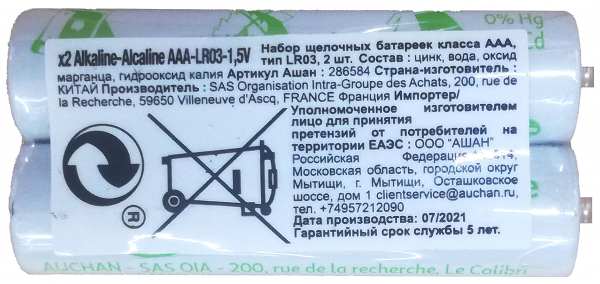 0% Hg
Cd
x2 Alkaline-Alcaline AAA-LR03-1,5V
Набор щелочных батареек класса ААА,
тип LR03, 2 шт. Состав : цинк, вода, оксид
марганца, гидрооксид калия Артикул Ашан : 286584 Страна-изготовитель :
КИТАЙ Производитель : SAS Organisation Intra-Groupe des Achats, 200, rue de
la Recherche, 59650 Villeneuve d'Ascq, FRANCE Франция Импортер/
Уполномоченное изготовителем
лицо для принятия
претензий от потребителей на
территории ЕАЭС : ООО "АШАН"
Российская Федерация
Московская область, городской округ
Мытищи, г. Мытищи, Осташковское
шоссе, дом 1 clientservice@auchan.ru,
тел. +74957212090
Дата производства: 07/2021
Гарантийный срок службы 5 лет.
®
AUCHAN - SAS OIA - 200, rue de la recherche, Le Colibri